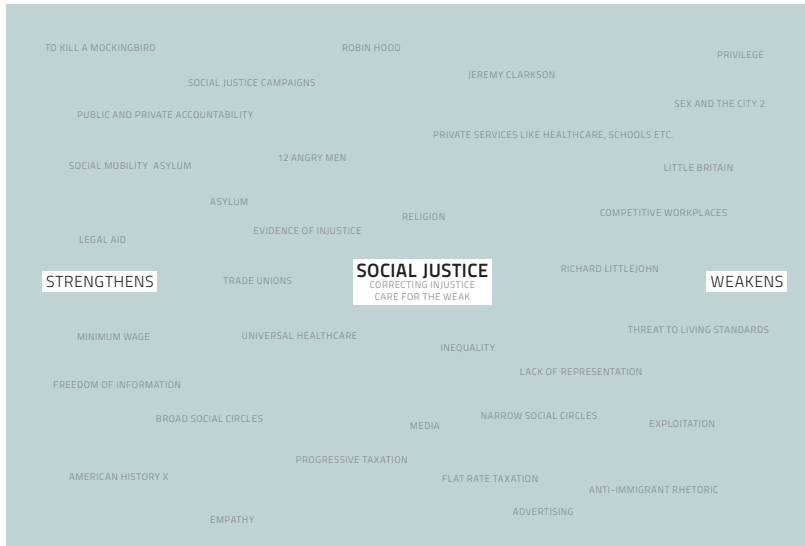 TO KILL A MOCKINGBIRD
ROBIN HOOD
PRIVILEGE
JEREMY CLARKSON
SOCIAL JUSTICE CAMPAIGNS
SEX AND THE CITY 2
PUBLIC AND PRIVATE ACCOUNTABILITY
PRIVATE SERVICES LIKE HEALTHCARE, SCHOOLS ETC.
12 ANGRY MEN
SOCIAL MOBILITY ASYLUM
LITTLE BRITAIN
ASYLUM
COMPETITIVE WORKPLACES
RELIGION
EVIDENCE OF INJUSTICE
LEGAL AID
RICHARD LITTLEJOHN
SOCIAL JUSTICE
STRENGTHENS
TRADE UNIONS
WEAKENS
CORRECTING INJUSTICE
CARE FOR THE WEAK
THREAT TO LIVING STANDARDS
MINIMUM WAGE
UNIVERSAL HEALTHCARE
INEQUALITY
LACK OF REPRESENTATION
FREEDOM OF INFORMATION
NARROW SOCIAL CIRCLES
BROAD SOCIAL CIRCLES
EXPLOITATION
MEDIA
PROGRESSIVE TAXATION
AMERICAN HISTORY X
FLAT RATE TAXATION
ANTI-IMMIGRANT RHETORIC
ADVERTISING
EMPATHY